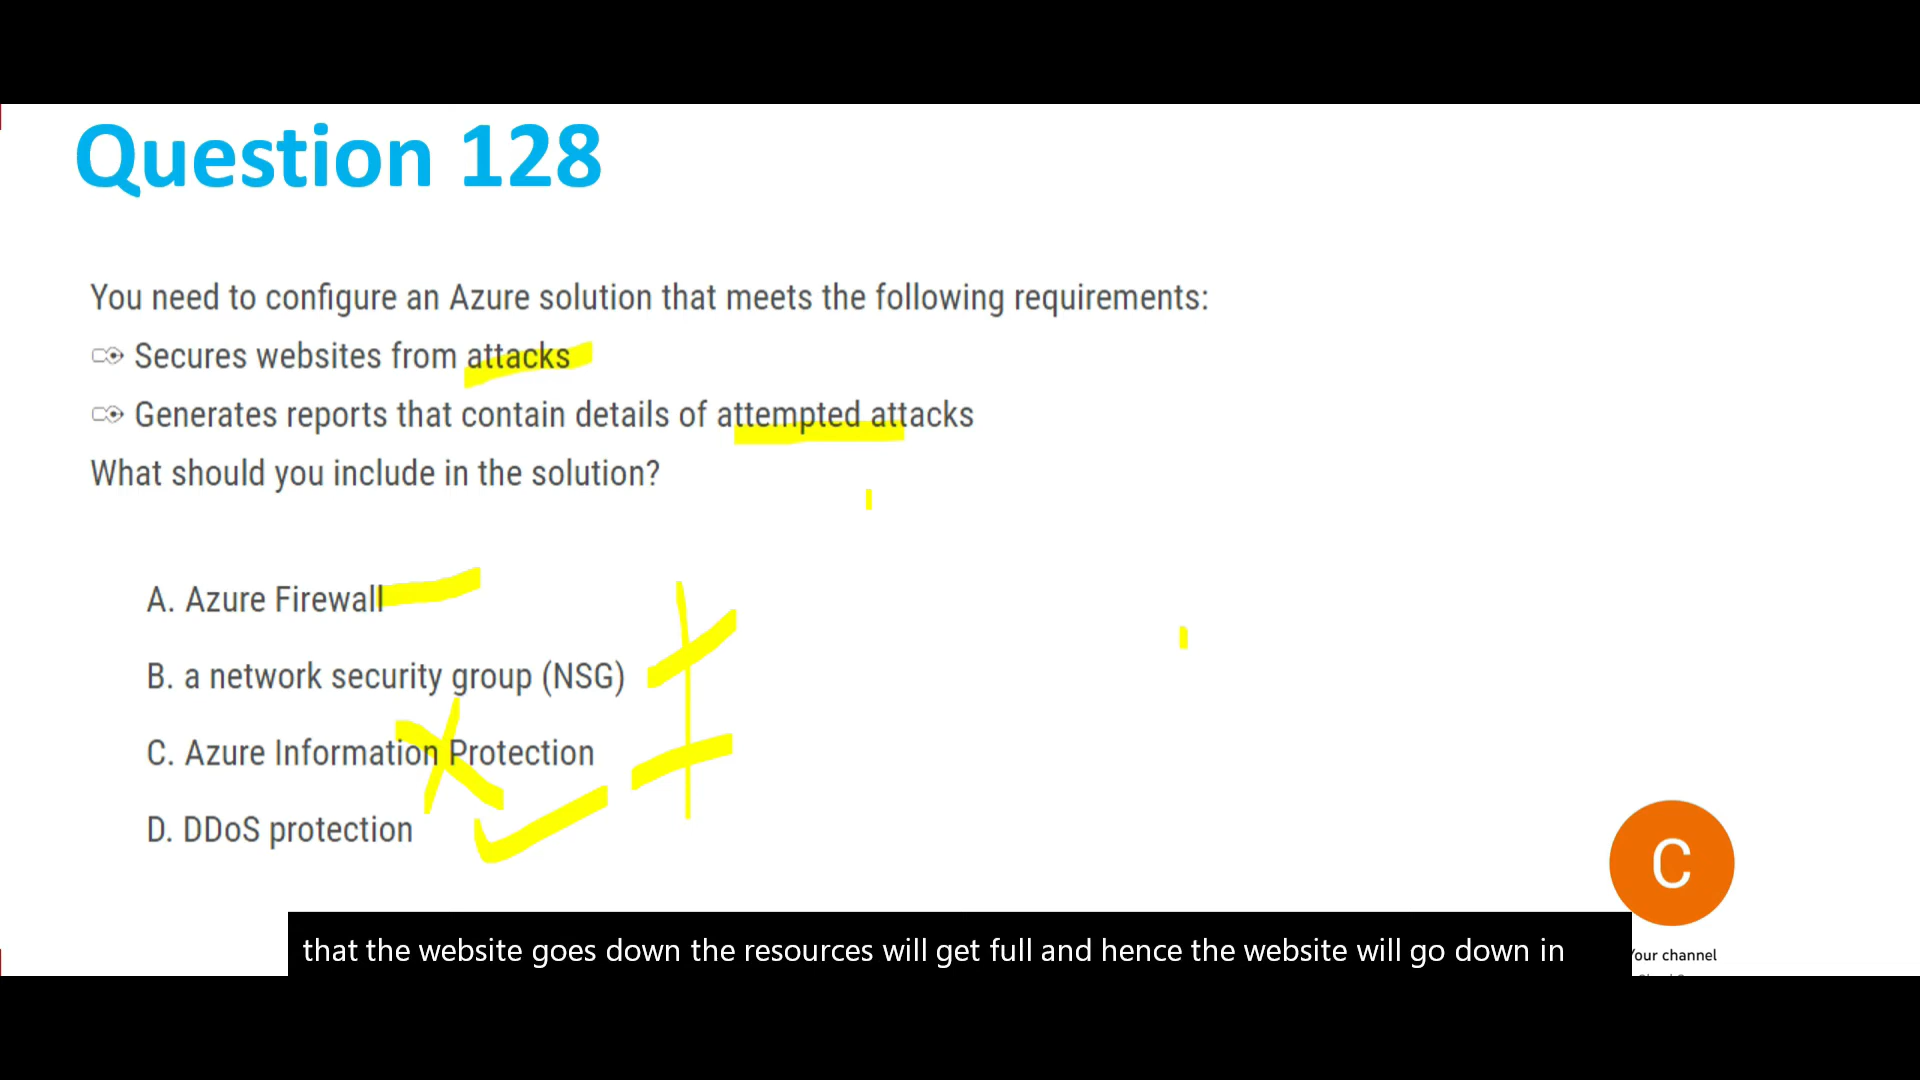 Question 128
You need to configure an Azure solution that meets the following requirements:
Secures websites from attacks
Generates reports that contain details of attempted attacks
What should you include in the solution?
A. Azure Firewall
B. a network security group (NSG)
C. Azure Information Protection
D. DDoS protection
C
that the website goes down the resources will get full and hence the website will go down in
Your channel